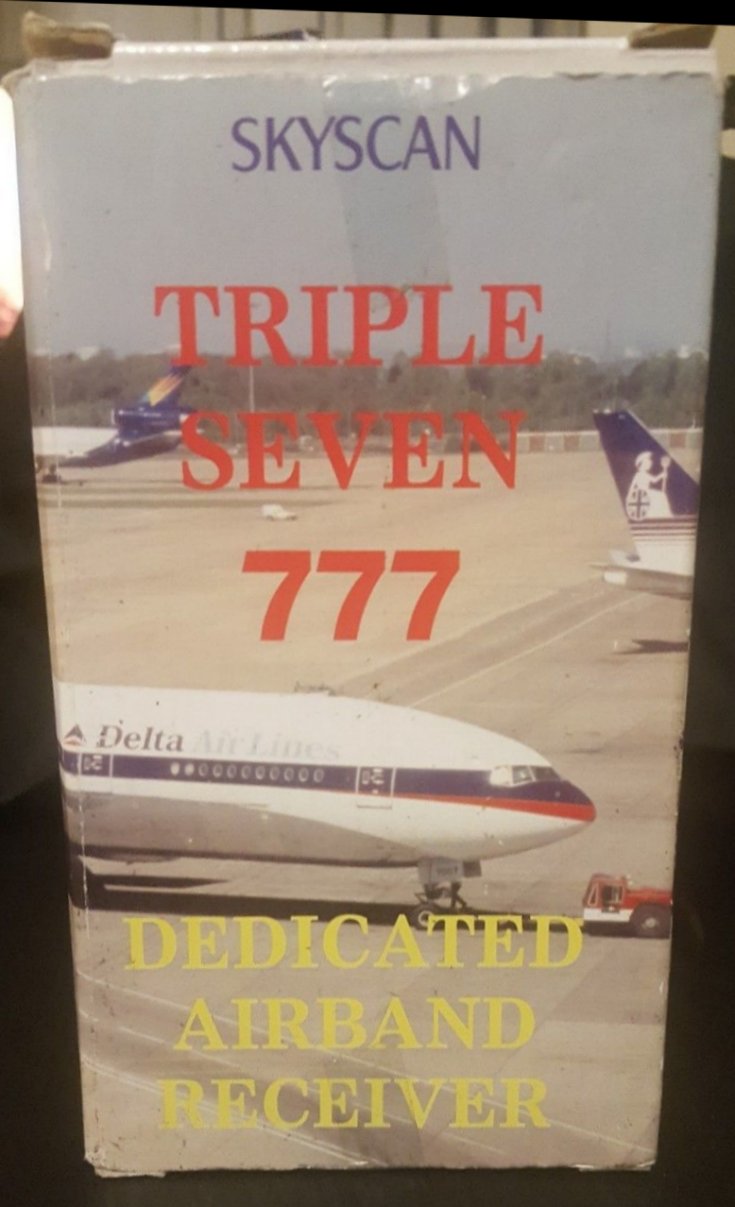 SKYSCAN
TRIPLE
SEVEN
777
Delta Air Lines
DEDICATED
AIRBAND
RECEIVER